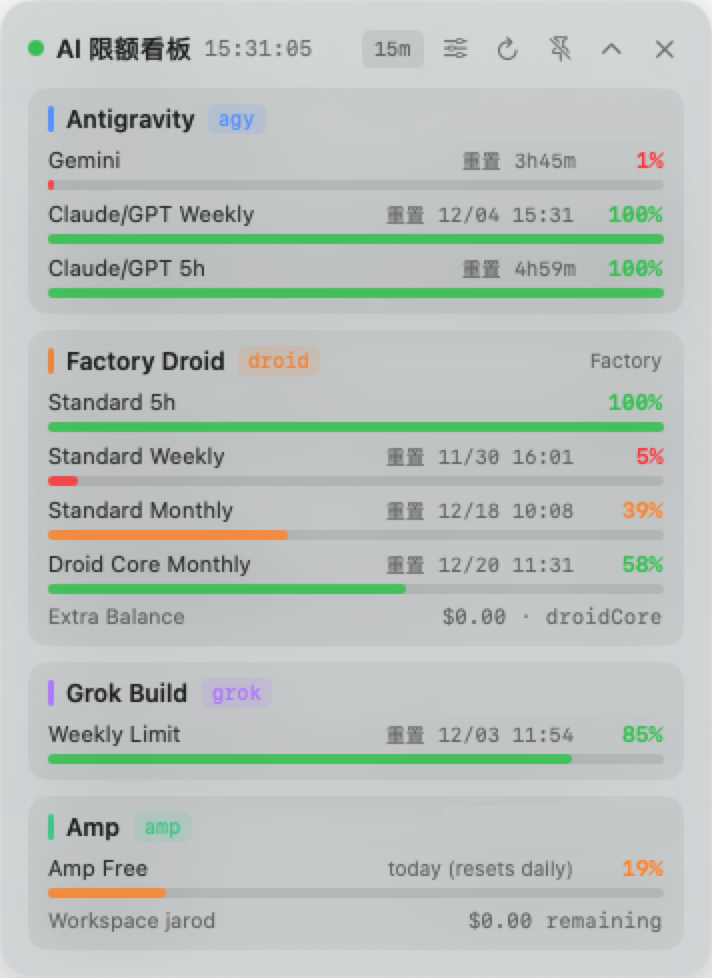 AI 限额看板 15:31:05 15m
Antigravity agy
Gemini 重置 3h45m 1%
Claude/GPT Weekly 重置 12/04 15:31 100%
Claude/GPT 5h 重置 4h59m 100%
Factory Droid droid Factory
Standard 5h 100%
Standard Weekly 重置 11/30 16:01 5%
Standard Monthly 重置 12/18 10:08 39%
Droid Core Monthly 重置 12/20 11:31 58%
Extra Balance $0.00 · droidCore
Grok Build grok
Weekly Limit 重置 12/03 11:54 85%
Amp amp
Amp Free today (resets daily) 19%
Workspace jarod $0.00 remaining